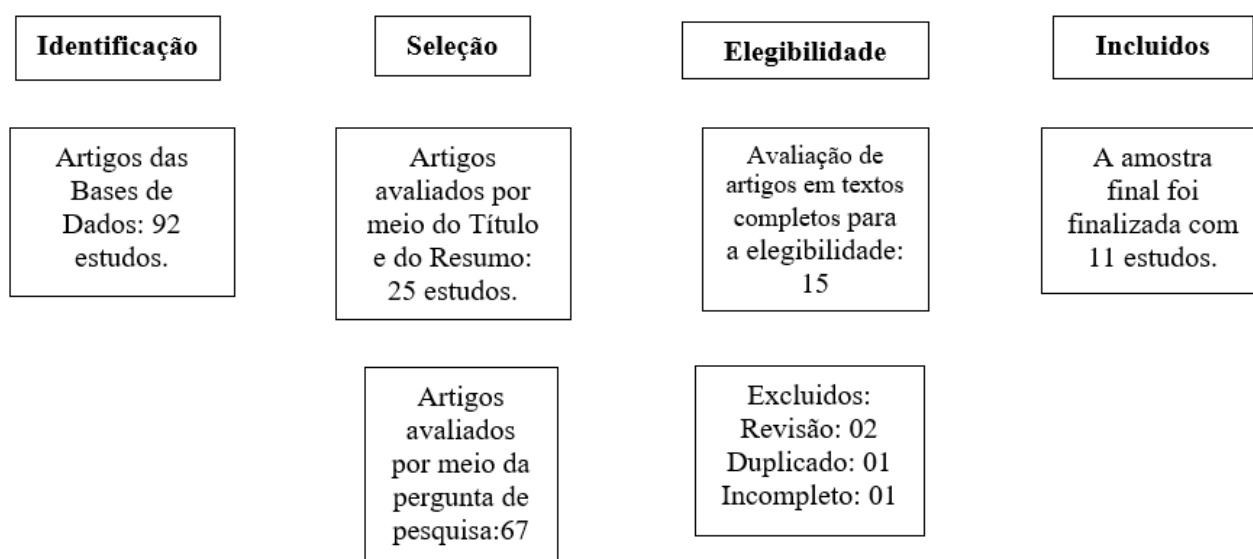 Identificação
Seleção
Elegibilidade
Incluidos
Artigos das
Bases de
Dados: 92
estudos.
Artigos
avaliados por
meio do Título
e do Resumo:
25 estudos.
Avaliação de
artigos em textos
completos para
a elegibilidade:
15
A amostra
final foi
finalizada com
11 estudos.
Artigos
avaliados
por meio da
pergunta de
pesquisa:67
Excluidos:
Revisão: 02
Duplicado: 01
Incompleto: 01